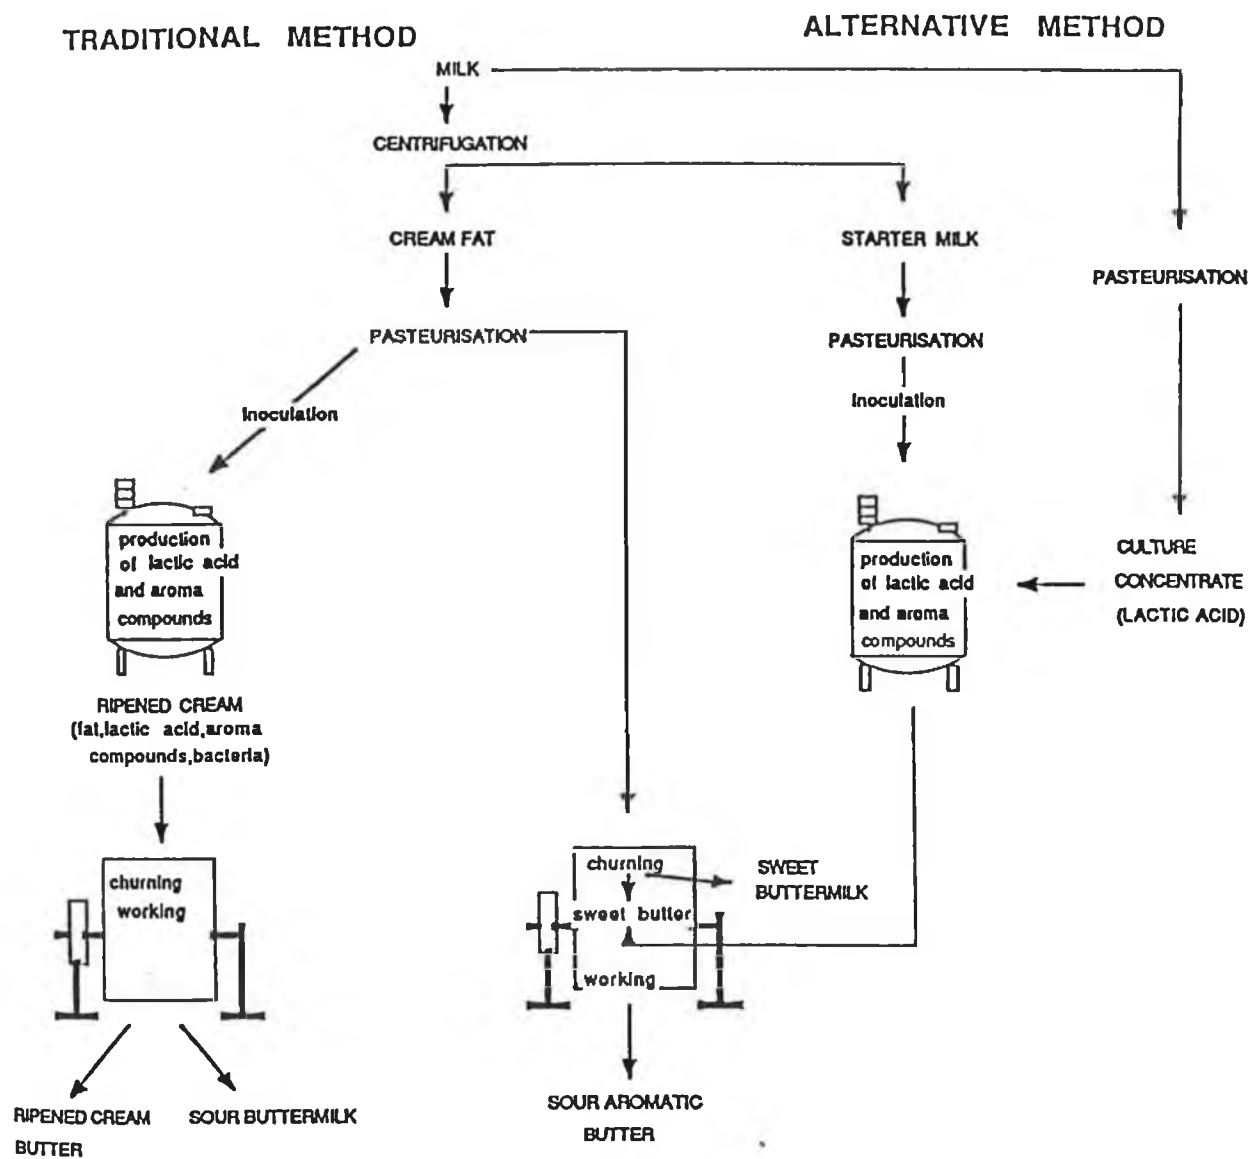 TRADITIONAL METHOD
ALTERNATIVE METHOD
MILK
CENTRIFUGATION
CREAM FAT
STARTER MILK
PASTEURISATION
PASTEURISATION
PASTEURISATION
Inoculation
Inoculation
production
of lactic acid
and aroma
compounds
production
of lactic acid
and aroma
compounds
CULTURE
CONCENTRATE
(LACTIC ACID)
RIPENED CREAM
(fat,lactic acid,aroma
compounds,bacteria)
churning
working
churning
sweet butter
working
SWEET
BUTTERMILK
RIPENED CREAM
BUTTER
SOUR BUTTERMILK
SOUR AROMATIC
BUTTER